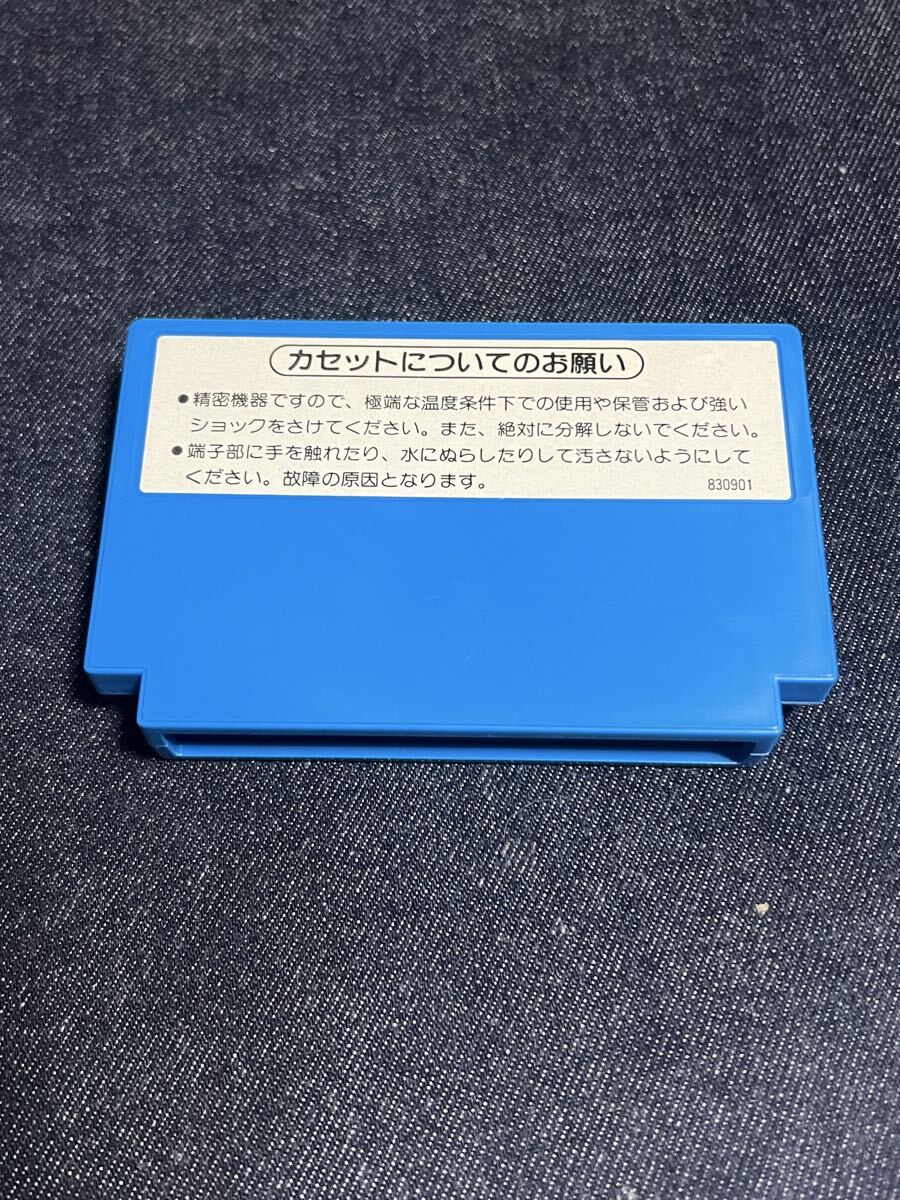 カセットについてのお願い
●精密機器ですので、極端な温度条件下での使用や保管および強い
ショックをさけてください。また、絶対に分解しないでください。
●端子部に手を触れたり、水にぬらしたりして汚さないようにして
ください。故障の原因となります。 830901